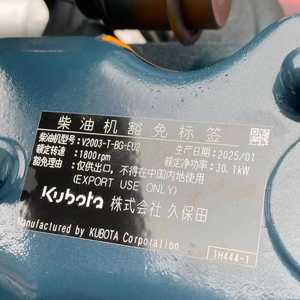 柴油机豁免标签
柴油机型号: V2003-T-BG-EU2 生产日期: 2025/01
额定转速: 1800rpm 额定净功率: 30.1kW
豁免理由: 仅供出口，不得在中国内地使用
(EXPORT USE ONLY)
Kubota 株式会社 久保田
Manufactured by KUBOTA Corporation
1H444-1